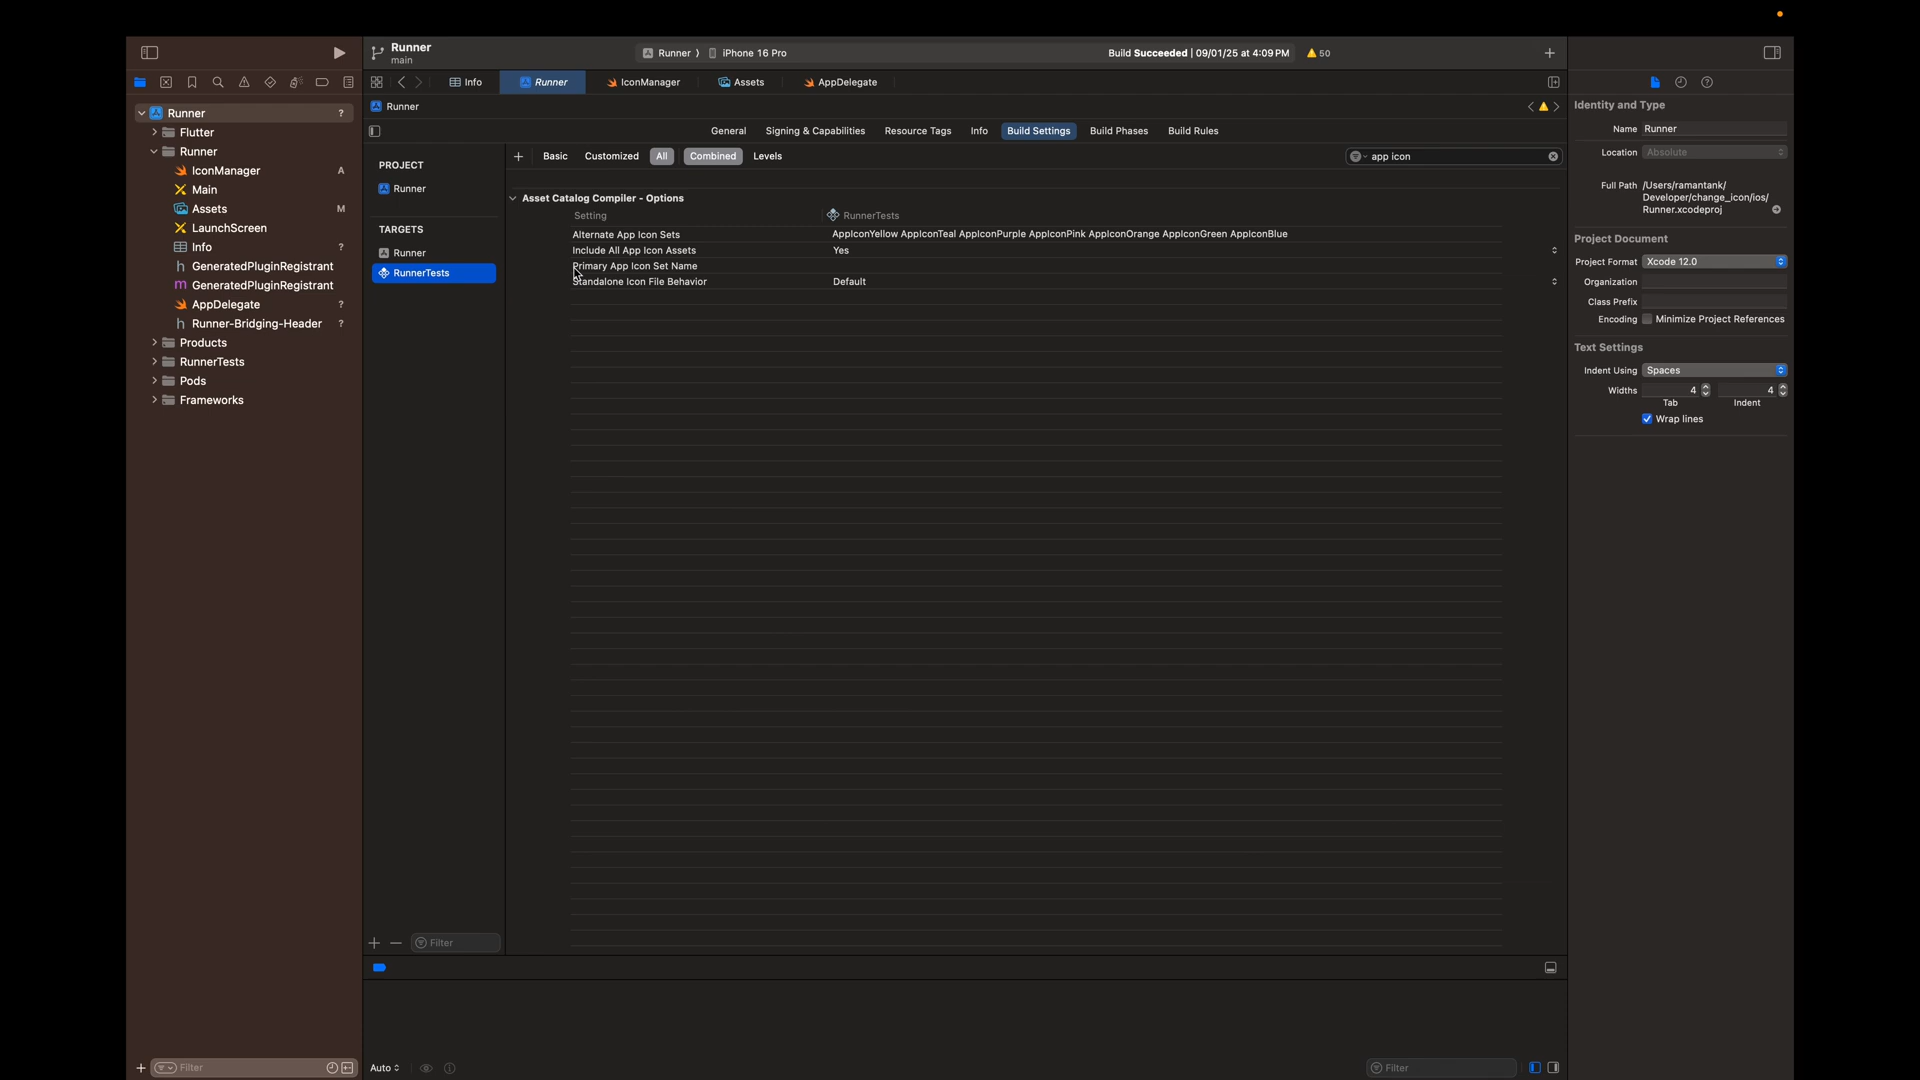 Runner
main
Runner 〉 iPhone 16 Pro
Build Succeeded | 09/01/25 at 4:09 PM
50
Info
Runner
IconManager
Assets
AppDelegate
Runner
General
Signing & Capabilities
Resource Tags
Info
Build Settings
Build Phases
Build Rules
Basic
Customized
All
Combined
Levels
app icon
Runner ?
Flutter
Runner
IconManager A
Main
Assets M
LaunchScreen
Info ?
GeneratedPluginRegistrant
GeneratedPluginRegistrant
AppDelegate ?
Runner-Bridging-Header ?
Products
RunnerTests
Pods
Frameworks
Filter
PROJECT
Runner
TARGETS
Runner
RunnerTests
Filter
Asset Catalog Compiler - Options
Setting RunnerTests
Alternate App Icon Sets AppIconYellow AppIconTeal AppIconPurple AppIconPink AppIconOrange AppIconGreen AppIconBlue
Include All App Icon Assets Yes
Primary App Icon Set Name
Standalone Icon File Behavior Default
Auto
Filter
Identity and Type
Name Runner
Location Absolute
Full Path /Users/ramantank/
Developer/change_icon/ios/
Runner.xcodeproj
Project Document
Project Format Xcode 12.0
Organization
Class Prefix
Encoding Minimize Project References
Text Settings
Indent Using Spaces
Widths 4 4
Tab Indent
Wrap lines